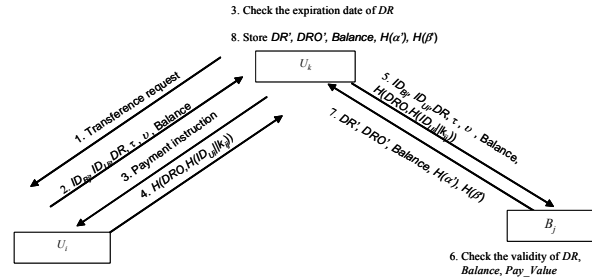 3. Check the expiration date of DR
8. Store DR', DRO', Balance, H(α'), H(β')
U_k
1. Transference request
2. ID_Bj, ID_Ui, DR, τ, υ, Balance
3. Payment instruction
4. H(DRO,H(ID_Ui||k_ij))
5. ID_Bj, ID_Ui, DR, τ, υ, Balance,
H(DRO,H(ID_Ui||k_ij))
7. DR', DRO', Balance, H(α'), H(β')
U_i
B_j
6. Check the validity of DR,
Balance, Pay_Value